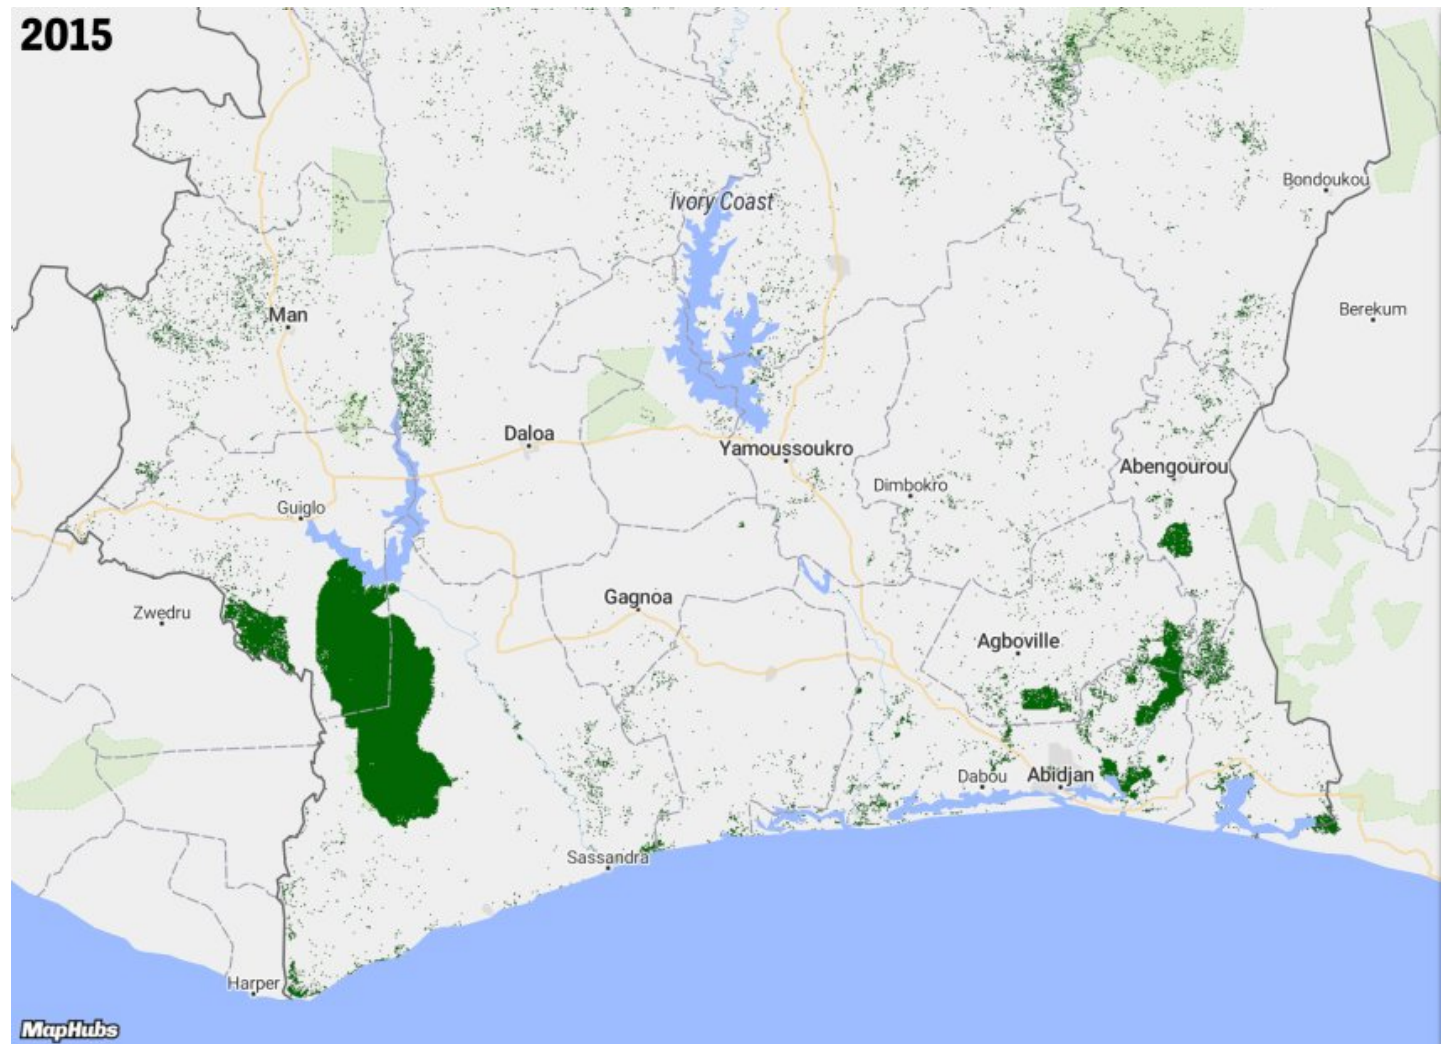 2015
Bondoukou
Ivory Coast
Berekum
Man
Daloa
Yamoussoukro
Abengourou
Dimbokro
Guiglo
Gagnoa
Zwedru
Agboville
Dabou
Abidjan
Sassandra
Harper
MapHubs